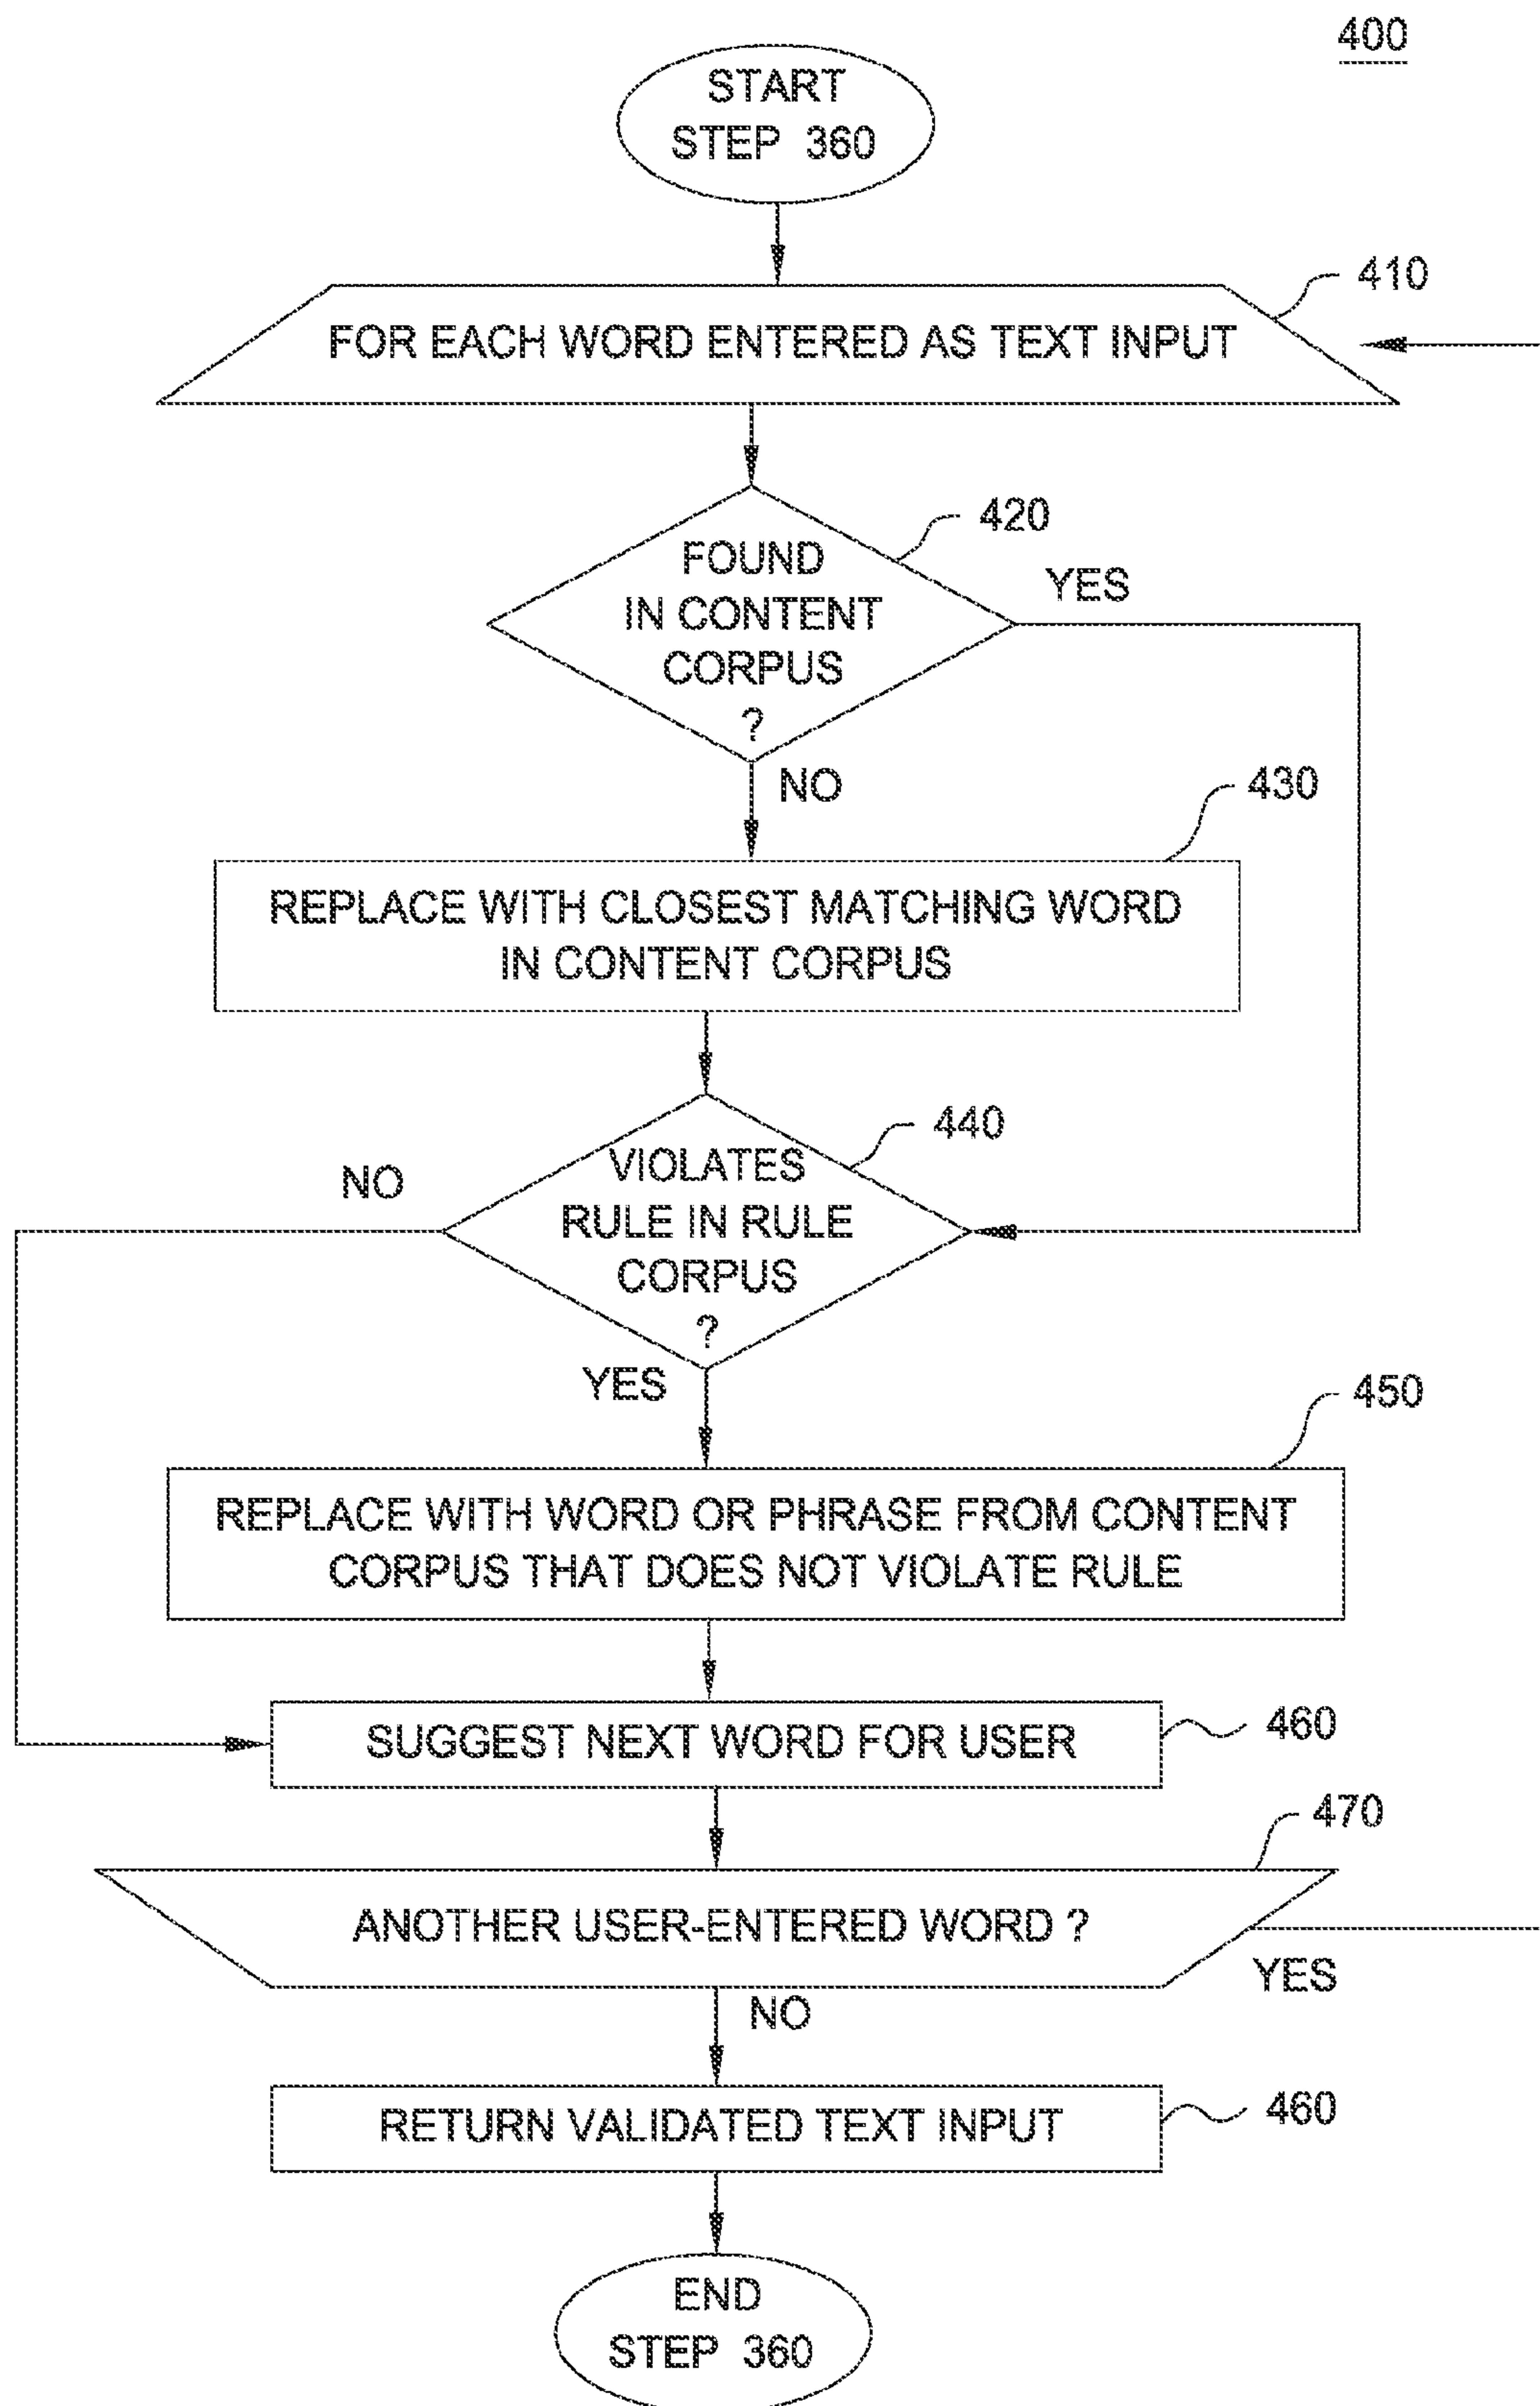 400
START
STEP 360
410
FOR EACH WORD ENTERED AS TEXT INPUT
420
FOUND
IN CONTENT
CORPUS
?
YES
NO
430
REPLACE WITH CLOSEST MATCHING WORD
IN CONTENT CORPUS
440
NO
VIOLATES
RULE IN RULE
CORPUS
?
YES
450
REPLACE WITH WORD OR PHRASE FROM CONTENT
CORPUS THAT DOES NOT VIOLATE RULE
SUGGEST NEXT WORD FOR USER
460
470
ANOTHER USER-ENTERED WORD ?
YES
NO
RETURN VALIDATED TEXT INPUT
460
END
STEP 360